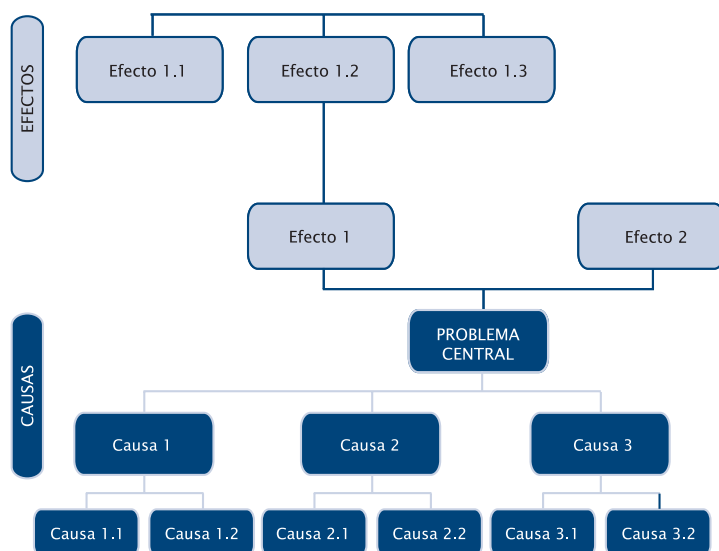 EFECTOS
Efecto 1.1
Efecto 1.2
Efecto 1.3
Efecto 1
Efecto 2
CAUSAS
PROBLEMA
CENTRAL
Causa 1
Causa 2
Causa 3
Causa 1.1
Causa 1.2
Causa 2.1
Causa 2.2
Causa 3.1
Causa 3.2